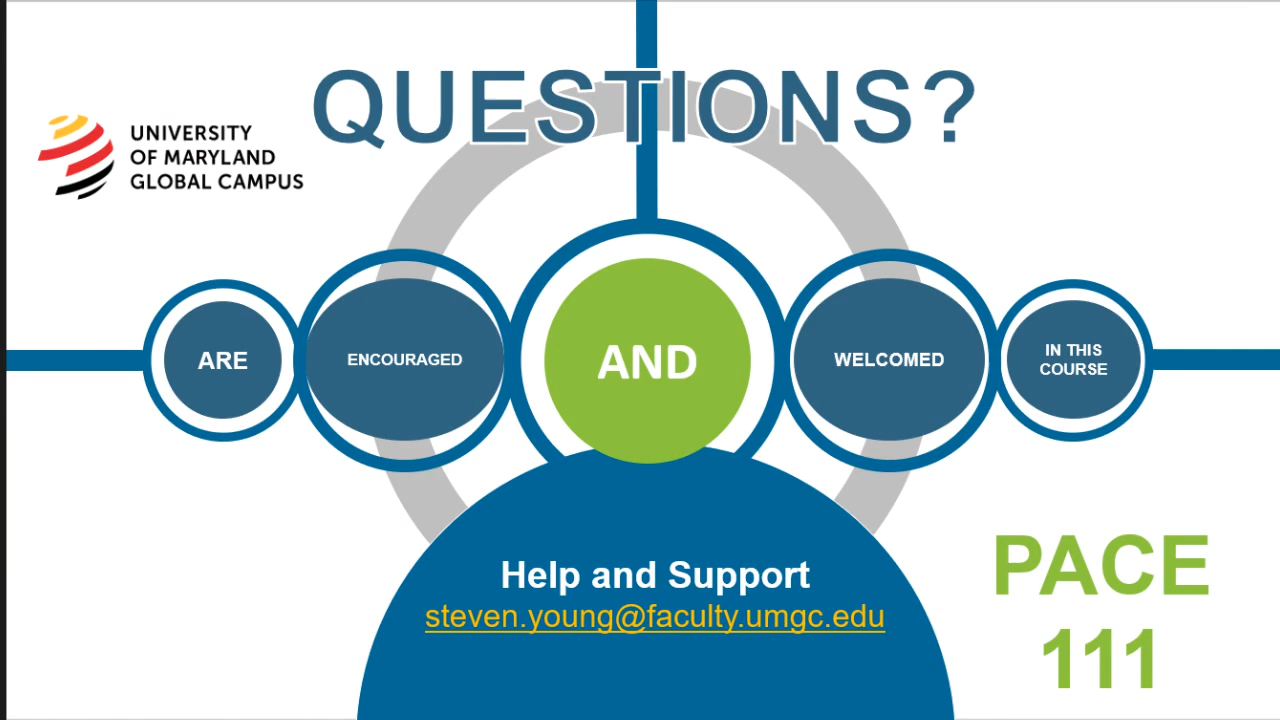 QUESTIONS?
UNIVERSITY
OF MARYLAND
GLOBAL CAMPUS
ARE
ENCOURAGED
AND
WELCOMED
IN THIS
COURSE
Help and Support
steven.young@faculty.umgc.edu
PACE
111